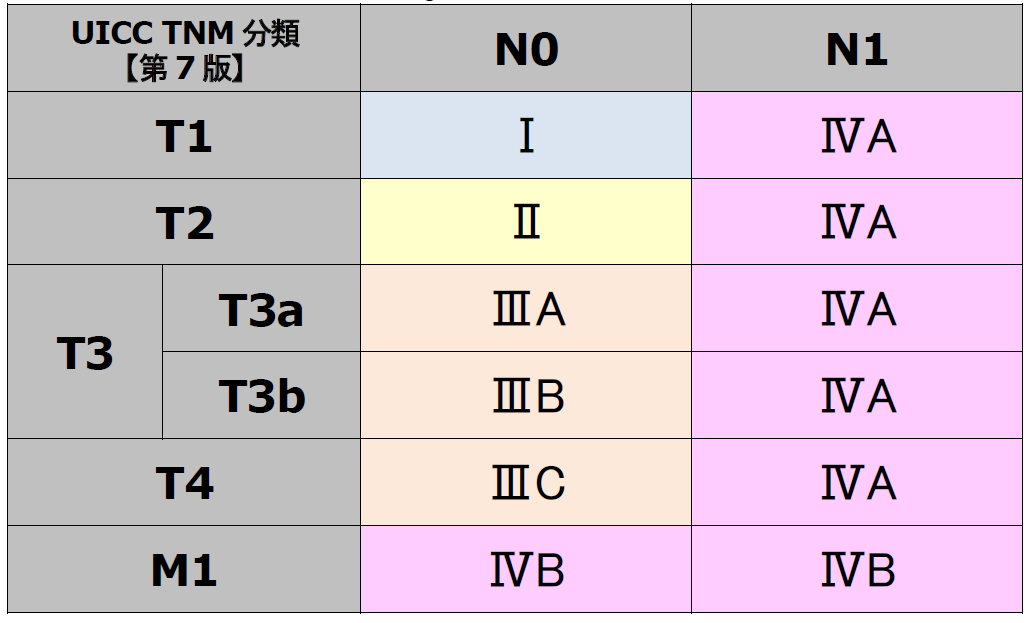 UICC TNM 分類 N0 N1
【第7版】
T1 Ⅰ ⅣA
T2 Ⅱ ⅣA
T3 T3a ⅢA ⅣA
T3b ⅢB ⅣA
T4 ⅢC ⅣA
M1 ⅣB ⅣB